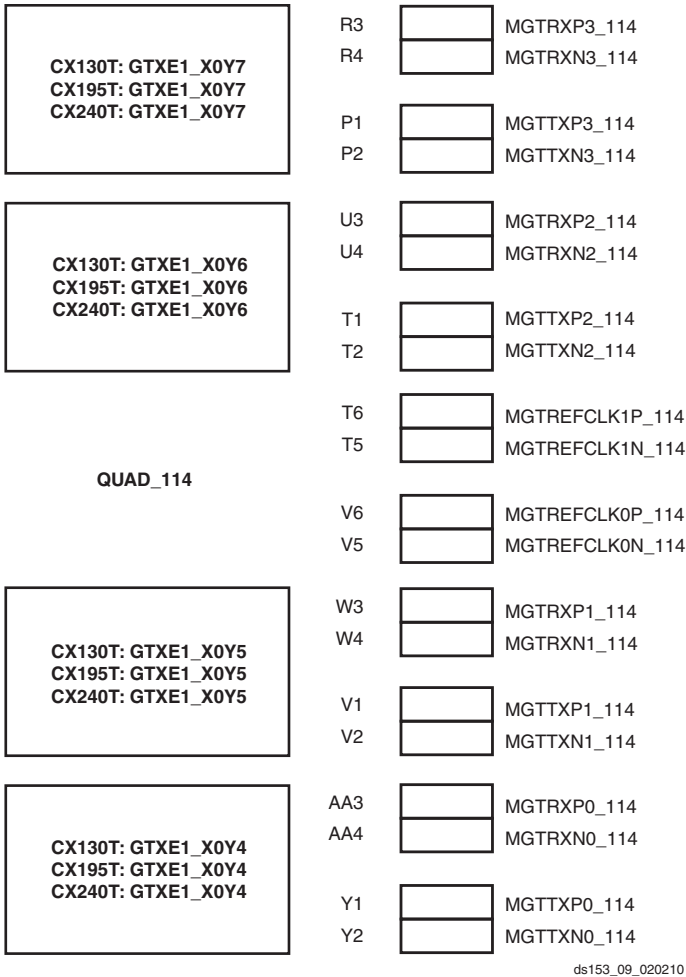 CX130T: GTXE1_X0Y7
CX195T: GTXE1_X0Y7
CX240T: GTXE1_X0Y7
R3 MGTRXP3_114
R4 MGTRXN3_114
P1 MGTTXP3_114
P2 MGTTXN3_114
CX130T: GTXE1_X0Y6
CX195T: GTXE1_X0Y6
CX240T: GTXE1_X0Y6
U3 MGTRXP2_114
U4 MGTRXN2_114
T1 MGTTXP2_114
T2 MGTTXN2_114
QUAD_114
T6 MGTREFCLK1P_114
T5 MGTREFCLK1N_114
V6 MGTREFCLK0P_114
V5 MGTREFCLK0N_114
CX130T: GTXE1_X0Y5
CX195T: GTXE1_X0Y5
CX240T: GTXE1_X0Y5
W3 MGTRXP1_114
W4 MGTRXN1_114
V1 MGTTXP1_114
V2 MGTTXN1_114
CX130T: GTXE1_X0Y4
CX195T: GTXE1_X0Y4
CX240T: GTXE1_X0Y4
AA3 MGTRXP0_114
AA4 MGTRXN0_114
Y1 MGTTXP0_114
Y2 MGTTXN0_114
ds153_09_020210